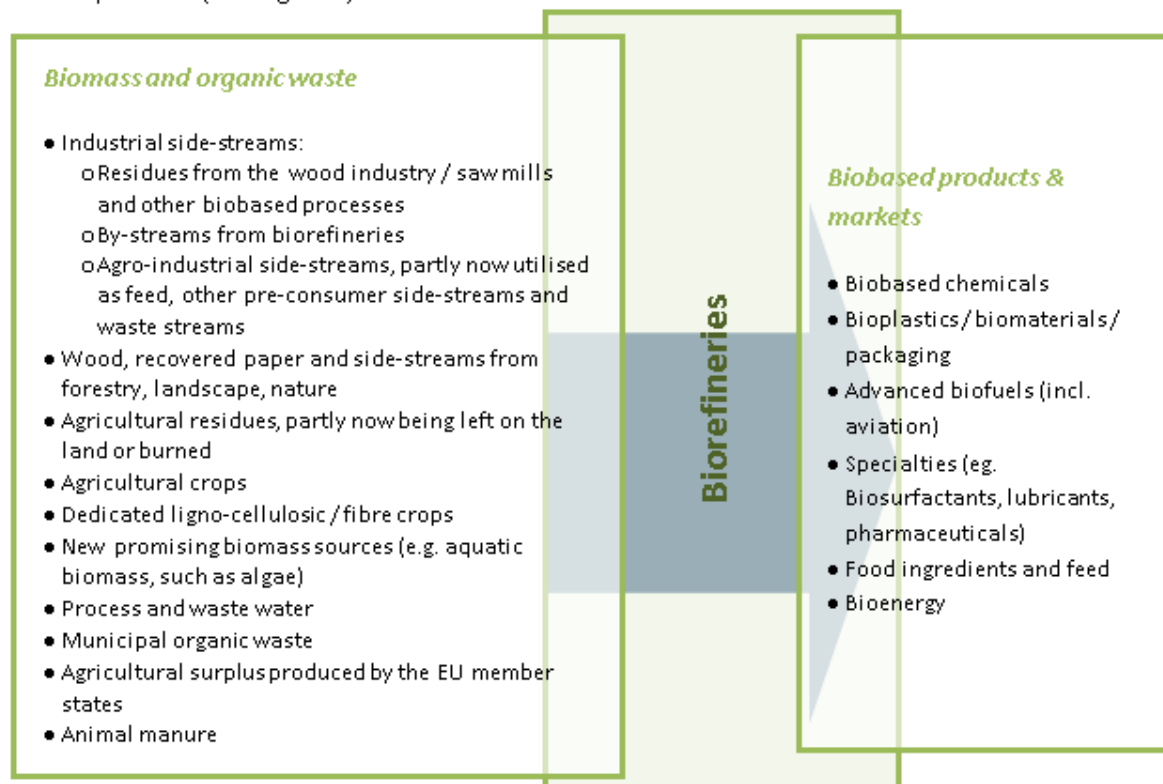 Biomass and organic waste
● Industrial side-streams:
o Residues from the wood industry / saw mills
and other biobased processes
o By-streams from biorefineries
o Agro-industrial side-streams, partly now utilised
as feed, other pre-consumer side-streams and
waste streams
● Wood, recovered paper and side-streams from
forestry, landscape, nature
● Agricultural residues, partly now being left on the
land or burned
● Agricultural crops
● Dedicated ligno-cellulosic / fibre crops
● New promising biomass sources (e.g. aquatic
biomass, such as algae)
● Process and waste water
● Municipal organic waste
● Agricultural surplus produced by the EU member
states
● Animal manure
Biorefineries
Biobased products &
markets
● Biobased chemicals
● Bioplastics / biomaterials /
packaging
● Advanced biofuels (incl.
aviation)
● Specialties (eg.
Biosurfactants, lubricants,
pharmaceuticals)
● Food ingredients and feed
● Bioenergy